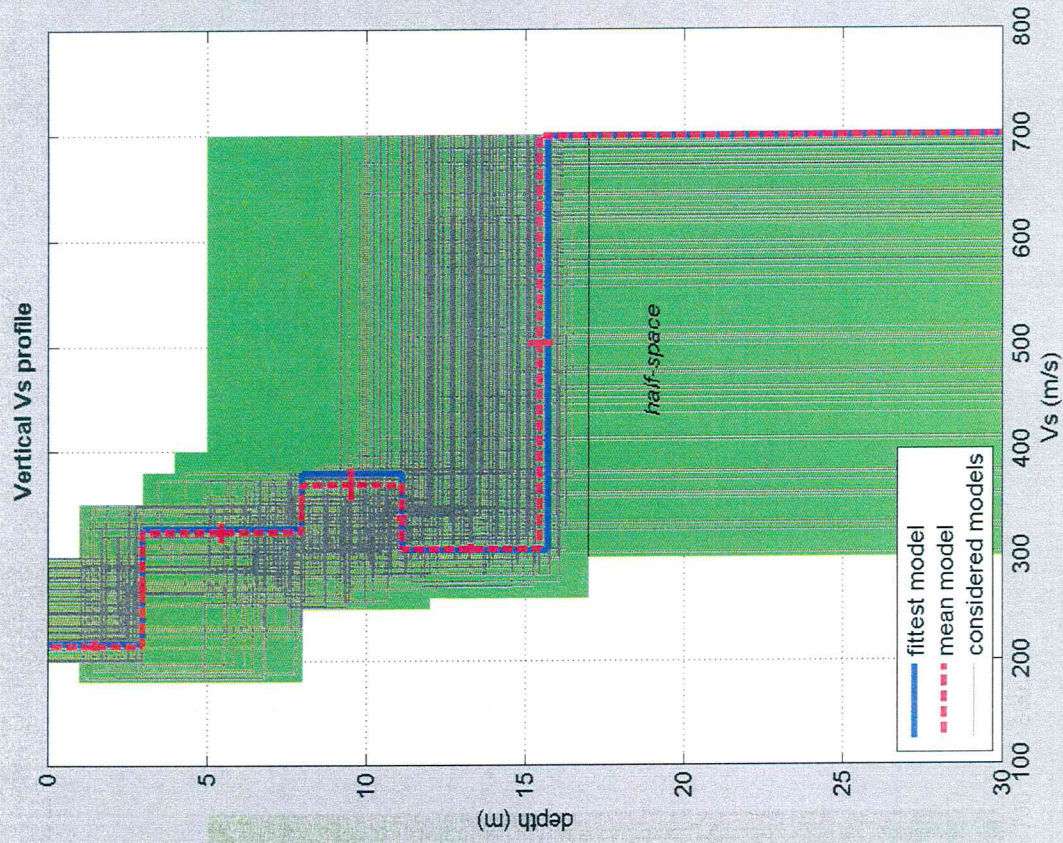 Vertical Vs profile
0
5
10
15
20
25
30
depth (m)
half-space
fittest model
mean model
considered models
100
200
300
400
500
600
700
800
Vs (m/s)